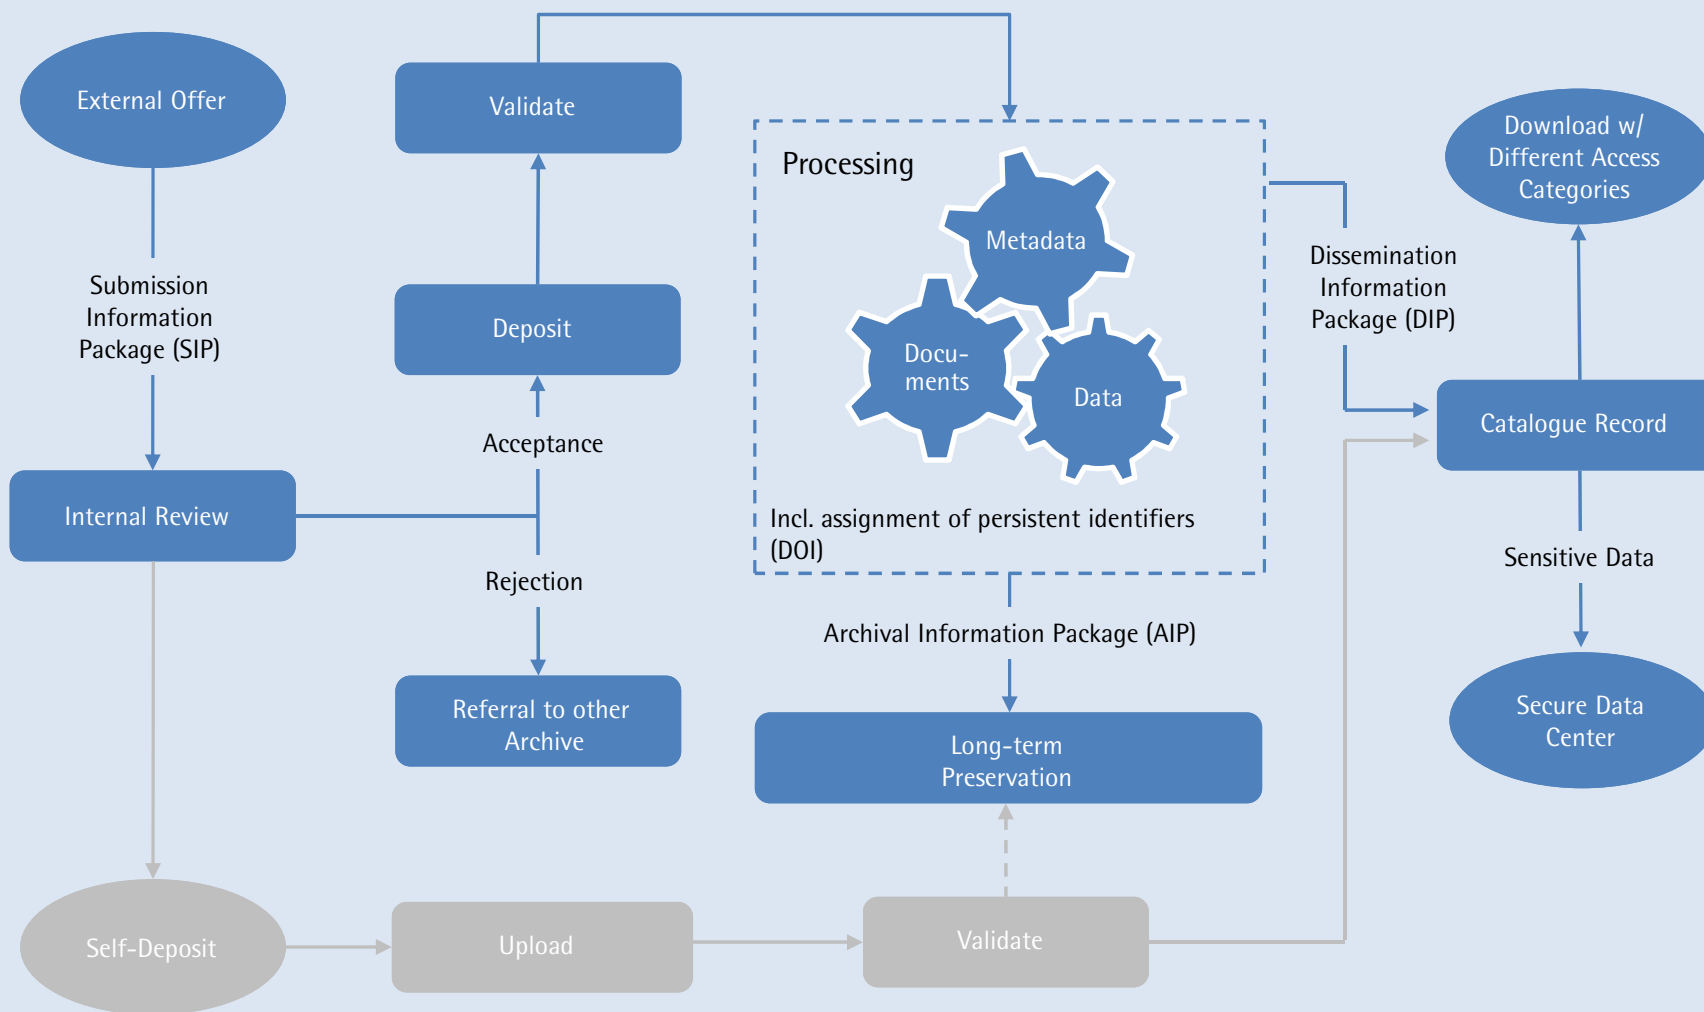 External Offer
Validate
Download w/
Different Access
Categories
Processing
Metadata
Docu-
ments
Data
Submission
Information
Package (SIP)
Deposit
Dissemination
Information
Package (DIP)
Acceptance
Catalogue Record
Internal Review
Incl. assignment of persistent identifiers
(DOI)
Rejection
Sensitive Data
Archival Information Package (AIP)
Referral to other
Archive
Long-term
Preservation
Secure Data
Center
Self-Deposit
Upload
Validate